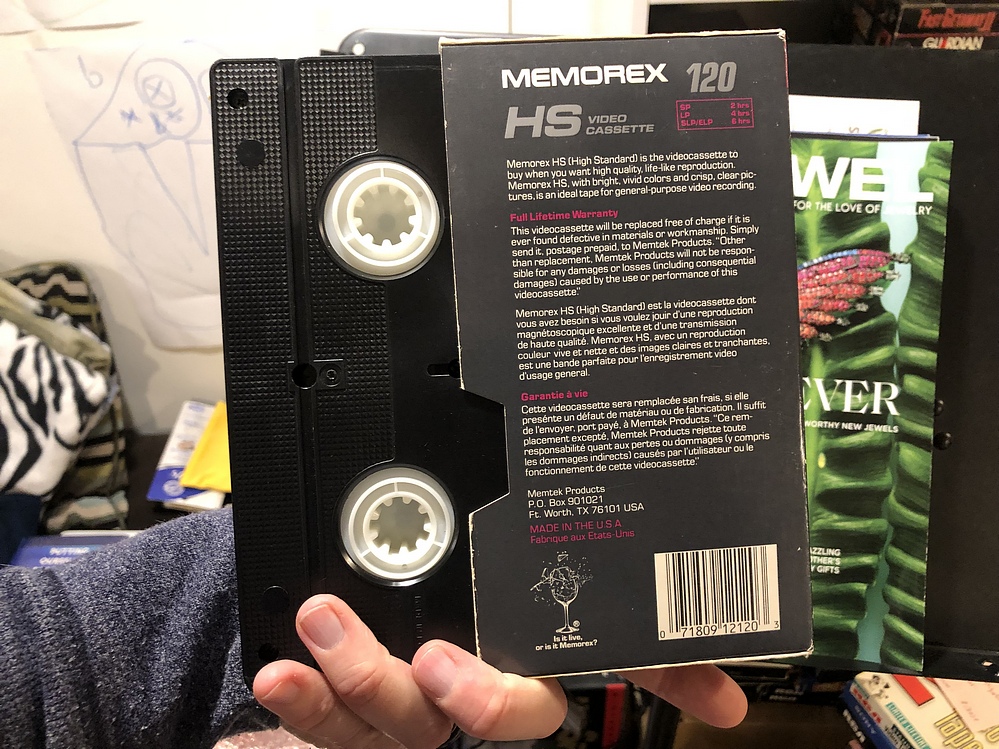 MEMOREX 120
HS VIDEO
CASSETTE
SP 2 hrs
LP 4 hrs
SLP/ELP 6 hrs
Memorex HS (High Standard) is the videocassette to
buy when you want high quality, life-like reproduction.
Memorex HS, with bright, vivid colors and crisp, clear pic-
tures, is an ideal tape for general-purpose video recording.
Full Lifetime Warranty
This videocassette will be replaced free of charge if it is
ever found defective in materials or workmanship. Simply
send it, postage prepaid, to Memtek Products. "Other
than replacement, Memtek Products will not be respon-
sible for any damages or losses (including consequential
damages) caused by the use or performance of this
videocassette."
Memorex HS (High Standard) est la videocassette dont
vous avez besoin si vous voulez jouir d'une reproduction
magnétoscopique excellente et d'une transmission
de haute qualité. Memorex HS, avec un reproduction
couleur vive et nette et des images claires et tranchantes,
est une bande parfaite pour l'enregistrement video
d'usage general.
Garantie à vie
Cette videocassette sera remplacée san frais, si elle
presénte un défaut de matériau ou de fabrication. Il suffit
de l'envoyer, port payé, à Memtek Products. "Ce rem-
placement excepté, Memtek Products rejette toute
responsabilité quant aux pertes ou dommages (y compris
les dommages indirects) causés par l'utilisateur ou le
fonctionnement de cette videocassette."
Memtek Products
P.O. Box 901021
Ft. Worth, TX 76101 USA
MADE IN THE U.S.A
Fabrique aux Etats-Unis
Is it live,
or is it Memorex?
0 71809 12120 3
GUARDIAN
WEL
FOR THE LOVE OF JEWELRY
EVER
WORTHY NEW JEWELS
GIFTS